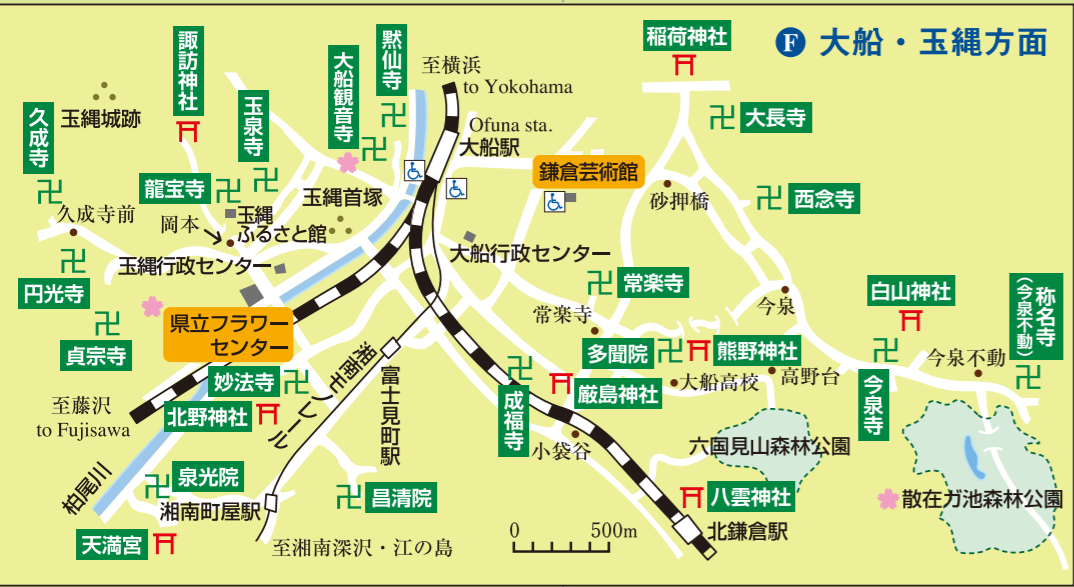 F 大船・玉縄方面
稲荷神社
諏訪神社
黙仙寺
大船観音寺
至横浜
to Yokohama
玉縄城跡
久成寺
玉泉寺
Ofuna sta.
大船駅
大長寺
鎌倉芸術館
龍宝寺
玉縄首塚
砂押橋
西念寺
久成寺前
岡本
玉縄
ふるさと館
大船行政センター
玉縄行政センター
円光寺
常楽寺
白山神社
称名寺
(今泉不動)
今泉
貞宗寺
県立フラワー
センター
常楽寺
多聞院
熊野神社
今泉不動
妙法寺
湘南モノレール
富士見町駅
成福寺
厳島神社
大船高校
高野台
今泉寺
至藤沢
to Fujisawa
北野神社
小袋谷
六国見山森林公園
柏尾川
泉光院
湘南町屋駅
昌清院
八雲神社
散在ガ池森林公園
天満宮
至湘南深沢・江の島
0 500m
北鎌倉駅